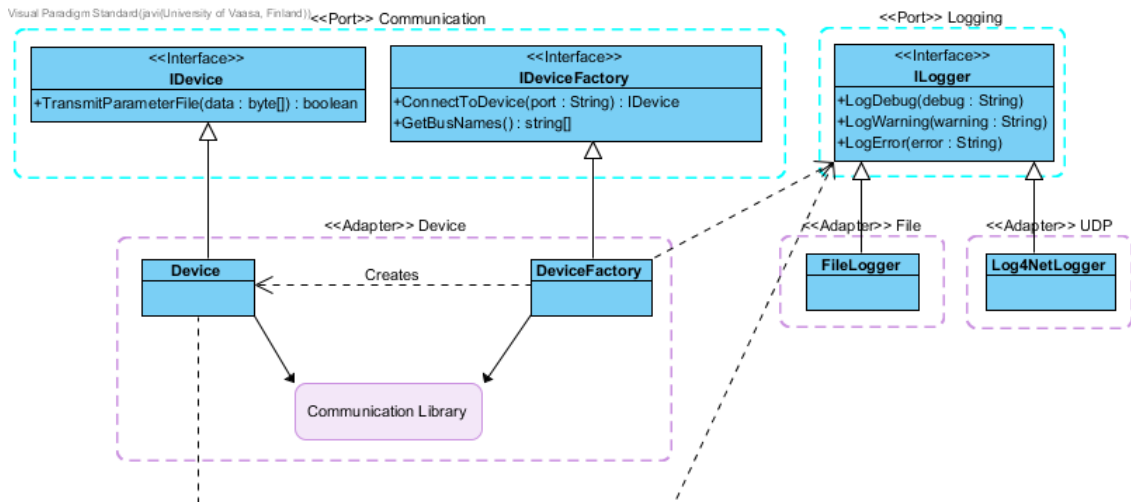 Visual Paradigm Standard(javi(University of Vaasa, Finland))
<<Port>> Communication
<<Port>> Logging
<<Interface>>
IDevice
+TransmitParameterFile(data : byte[]) : boolean
<<Interface>>
IDeviceFactory
+ConnectToDevice(port : String) : IDevice
+GetBusNames() : string[]
<<Interface>>
ILogger
+LogDebug(debug : String)
+LogWarning(warning : String)
+LogError(error : String)
<<Adapter>> Device
<<Adapter>> File
<<Adapter>> UDP
Device
Creates
DeviceFactory
FileLogger
Log4NetLogger
Communication Library